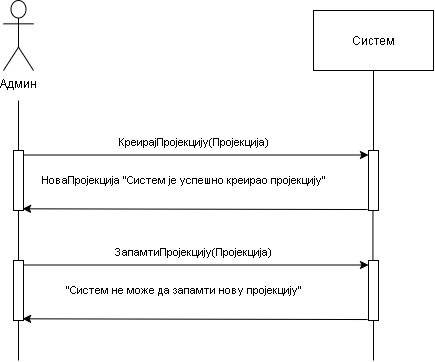 Систем
Админ
КреирајПројекцију(Пројекција)
НоваПројекција "Систем је успешно креирао пројекцију"
ЗапамтиПројекцију(Пројекција)
"Систем не може да запамти нову пројекцију"